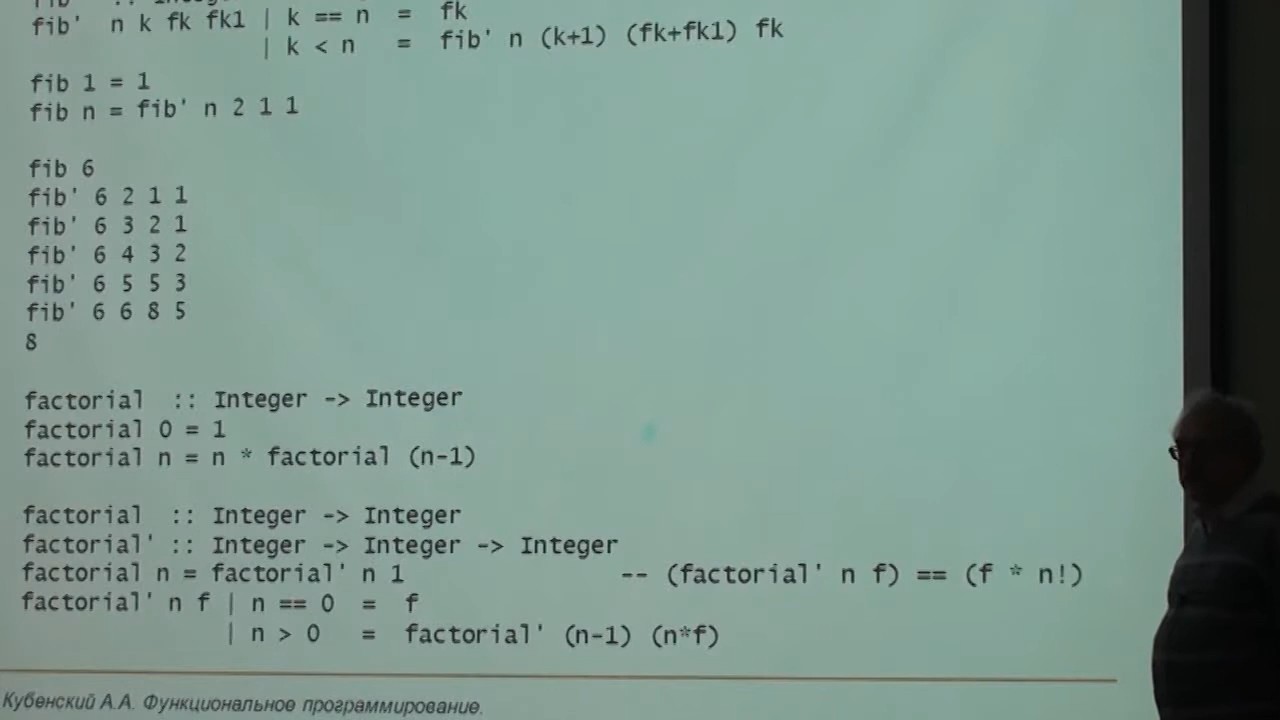 fib' n k fk fk1 | k == n = fk
| k < n = fib' n (k+1) (fk+fk1) fk
fib 1 = 1
fib n = fib' n 2 1 1
fib 6
fib' 6 2 1 1
fib' 6 3 2 1
fib' 6 4 3 2
fib' 6 5 5 3
fib' 6 6 8 5
8
factorial :: Integer -> Integer
factorial 0 = 1
factorial n = n * factorial (n-1)
factorial :: Integer -> Integer
factorial' :: Integer -> Integer -> Integer
factorial n = factorial' n 1 -- (factorial' n f) == (f * n!)
factorial' n f | n == 0 = f
| n > 0 = factorial' (n-1) (n*f)
Кубенский А.А. Функциональное программирование.